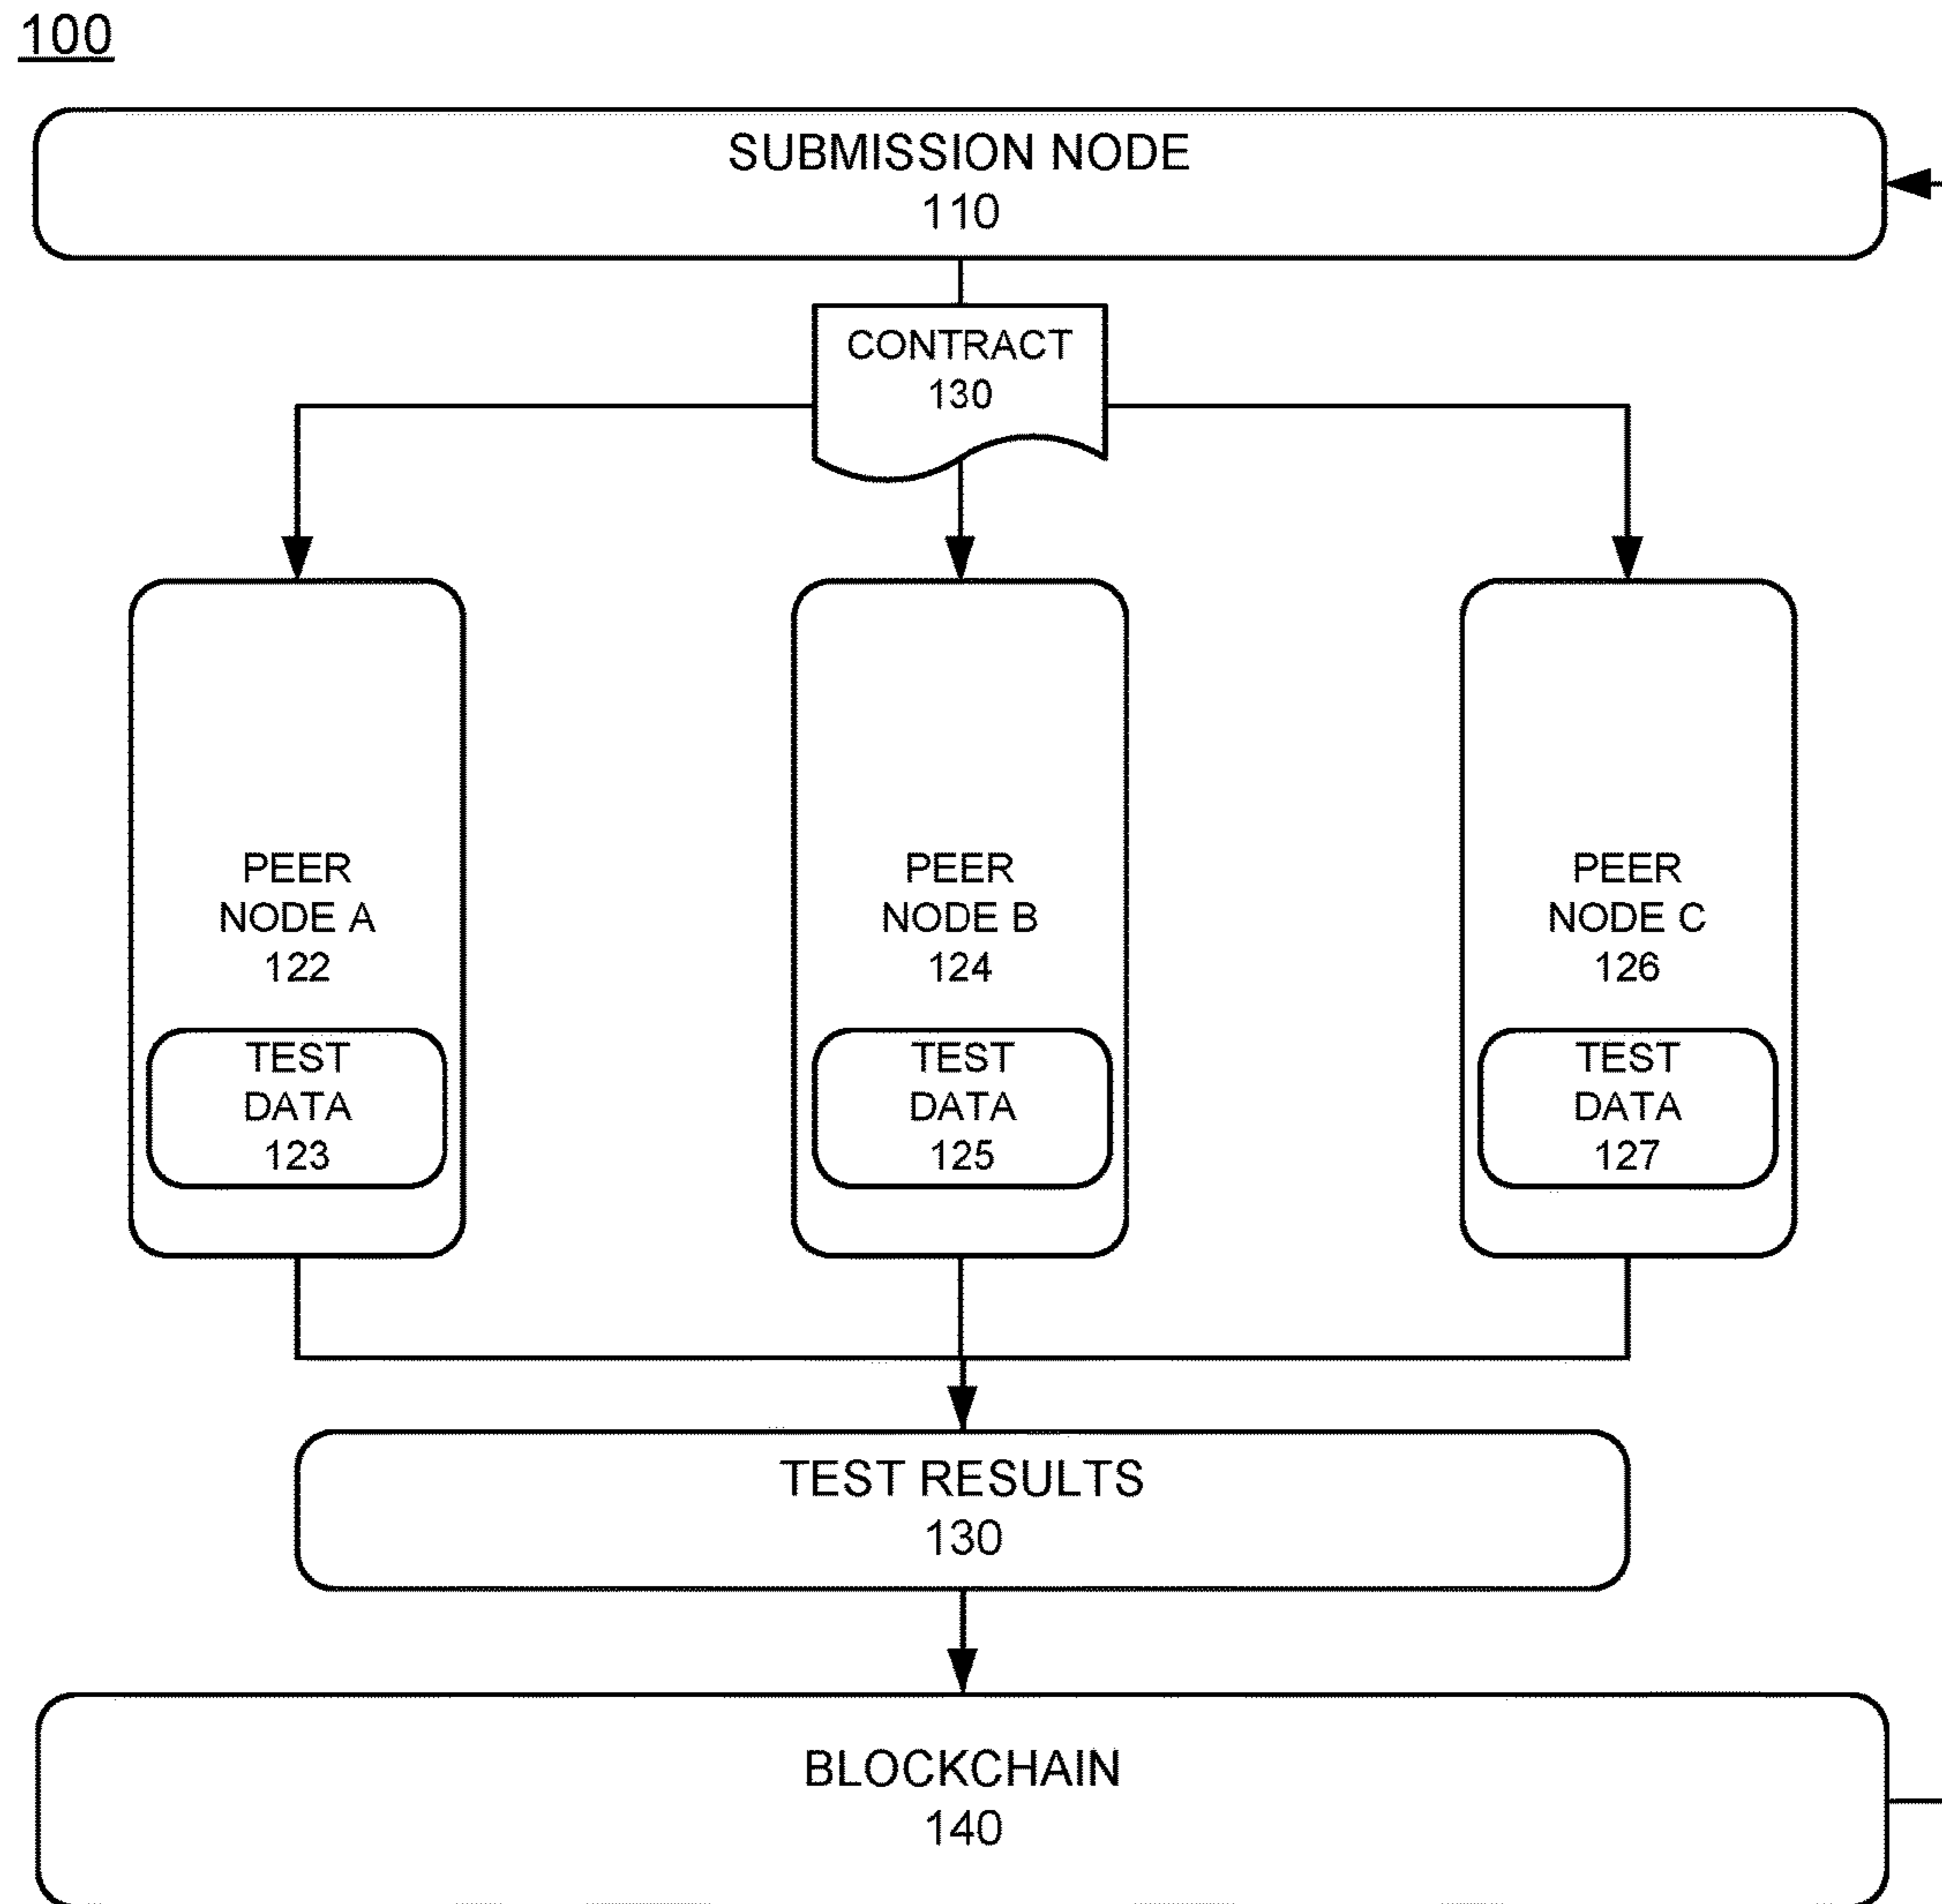 100
SUBMISSION NODE
110
CONTRACT
130
PEER
NODE A
122
TEST
DATA
123
PEER
NODE B
124
TEST
DATA
125
PEER
NODE C
126
TEST
DATA
127
TEST RESULTS
130
BLOCKCHAIN
140